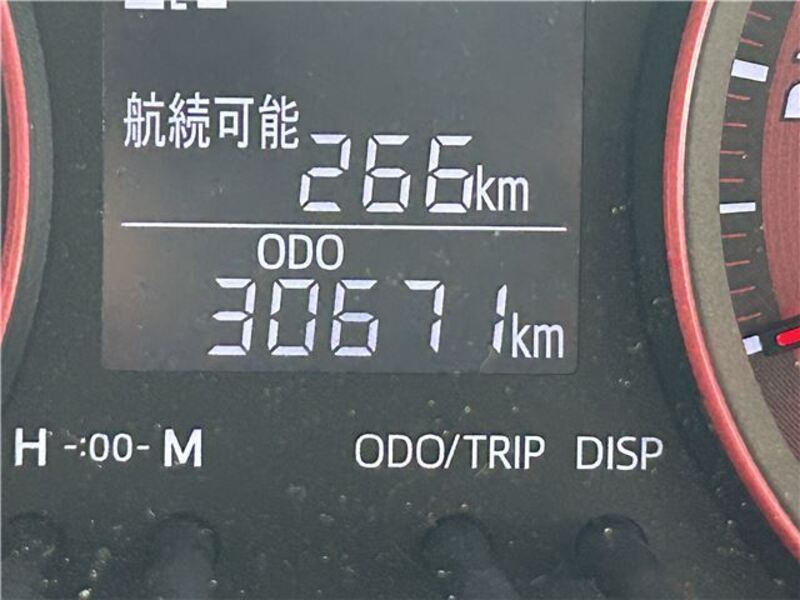 航続可能
266km
ODO
30671km
H -:00- M ODO/TRIP DISP